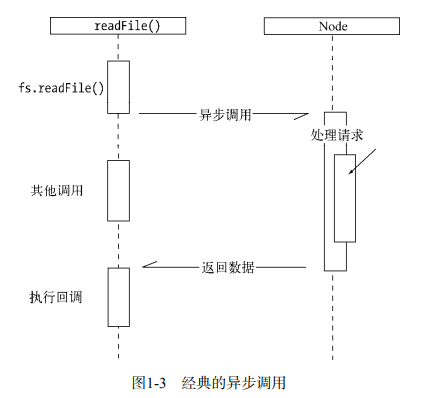 readFile()
Node
fs.readFile()
异步调用
处理请求
其他调用
返回数据
执行回调
图1-3 经典的异步调用